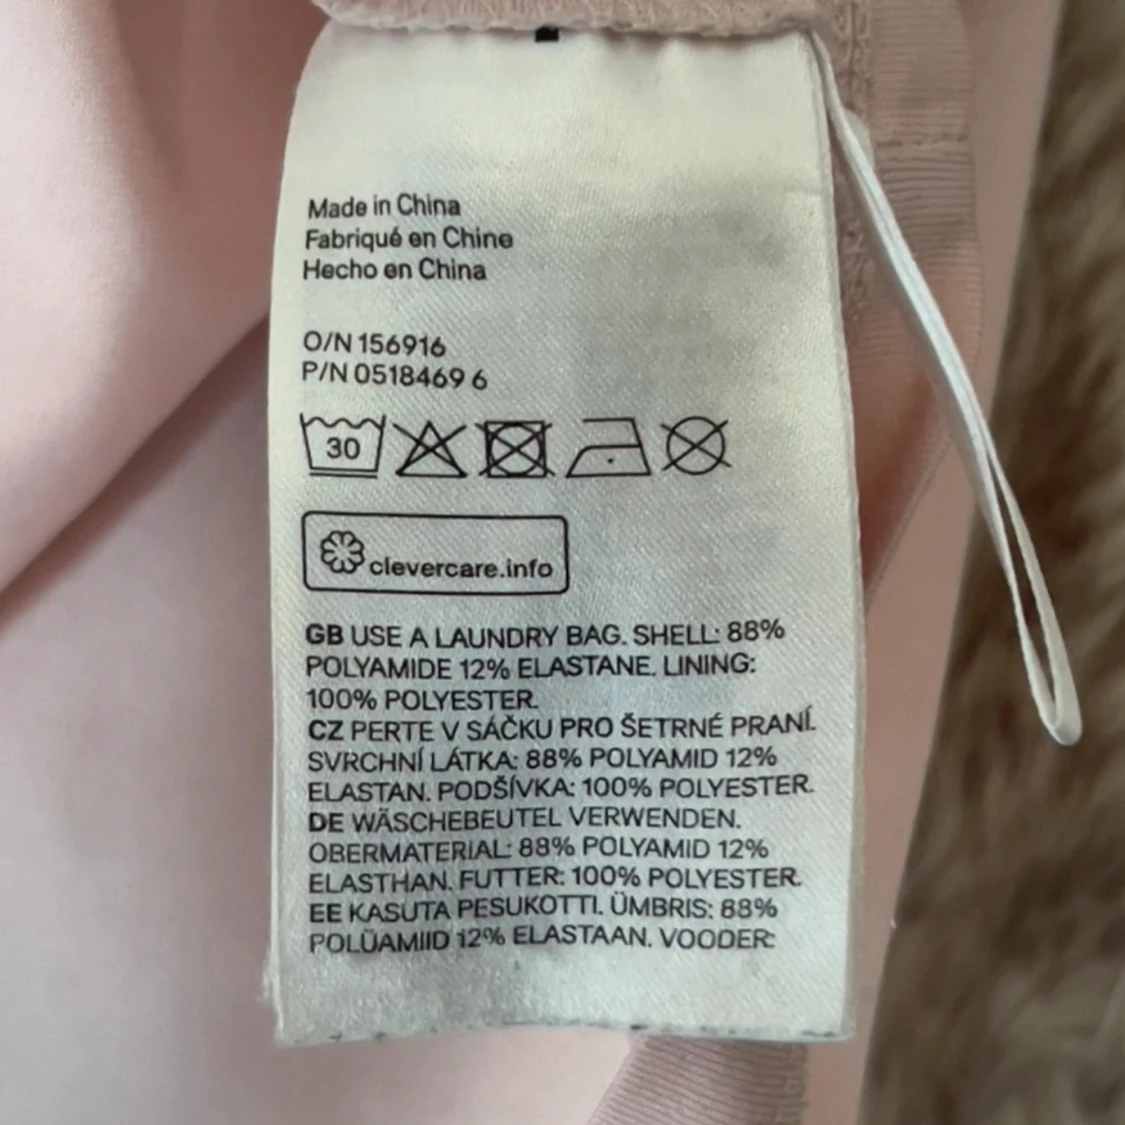 Made in China
Fabriqué en Chine
Hecho en China
O/N 156916
P/N 0518469 6
30
clevercare.info
GB USE A LAUNDRY BAG. SHELL: 88%
POLYAMIDE 12% ELASTANE. LINING:
100% POLYESTER.
CZ PERTE V SÁČKU PRO ŠETRNÉ PRANÍ.
SVRCHNÍ LÁTKA: 88% POLYAMID 12%
ELASTAN. PODŠÍVKA: 100% POLYESTER.
DE WÄSCHEBEUTEL VERWENDEN.
OBERMATERIAL: 88% POLYAMID 12%
ELASTHAN. FUTTER: 100% POLYESTER.
EE KASUTA PESUKOTTI. ÜMBRIS: 88%
POLÜAMIID 12% ELASTAAN. VOODER: